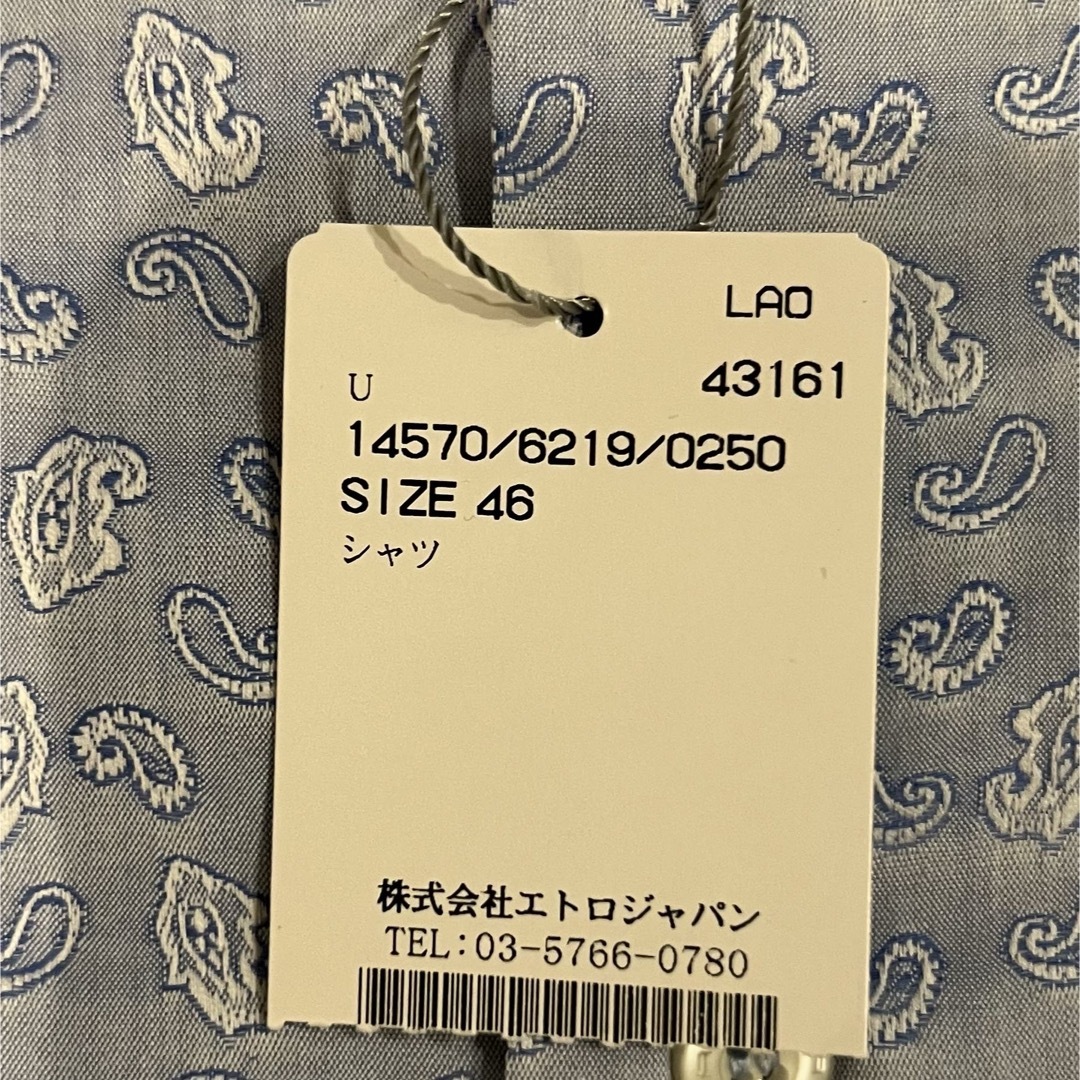 LAO
U 43161
14570/6219/0250
SIZE 46
シャツ
株式会社エトロジャパン
TEL:03-5766-0780